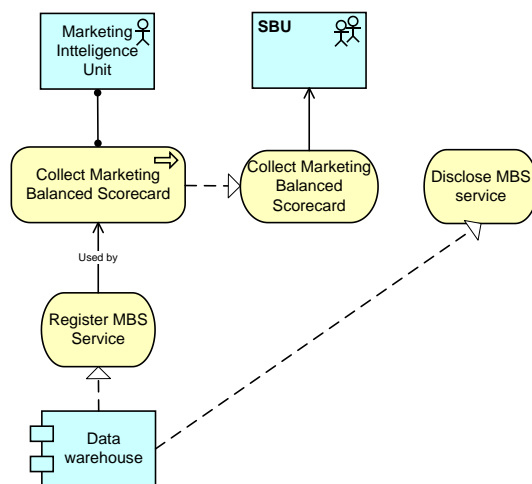 Marketing
Intteligence
Unit
SBU
Collect Marketing
Balanced Scorecard
Collect Marketing
Balanced
Scorecard
Disclose MBS
service
Used by
Register MBS
Service
Data
warehouse